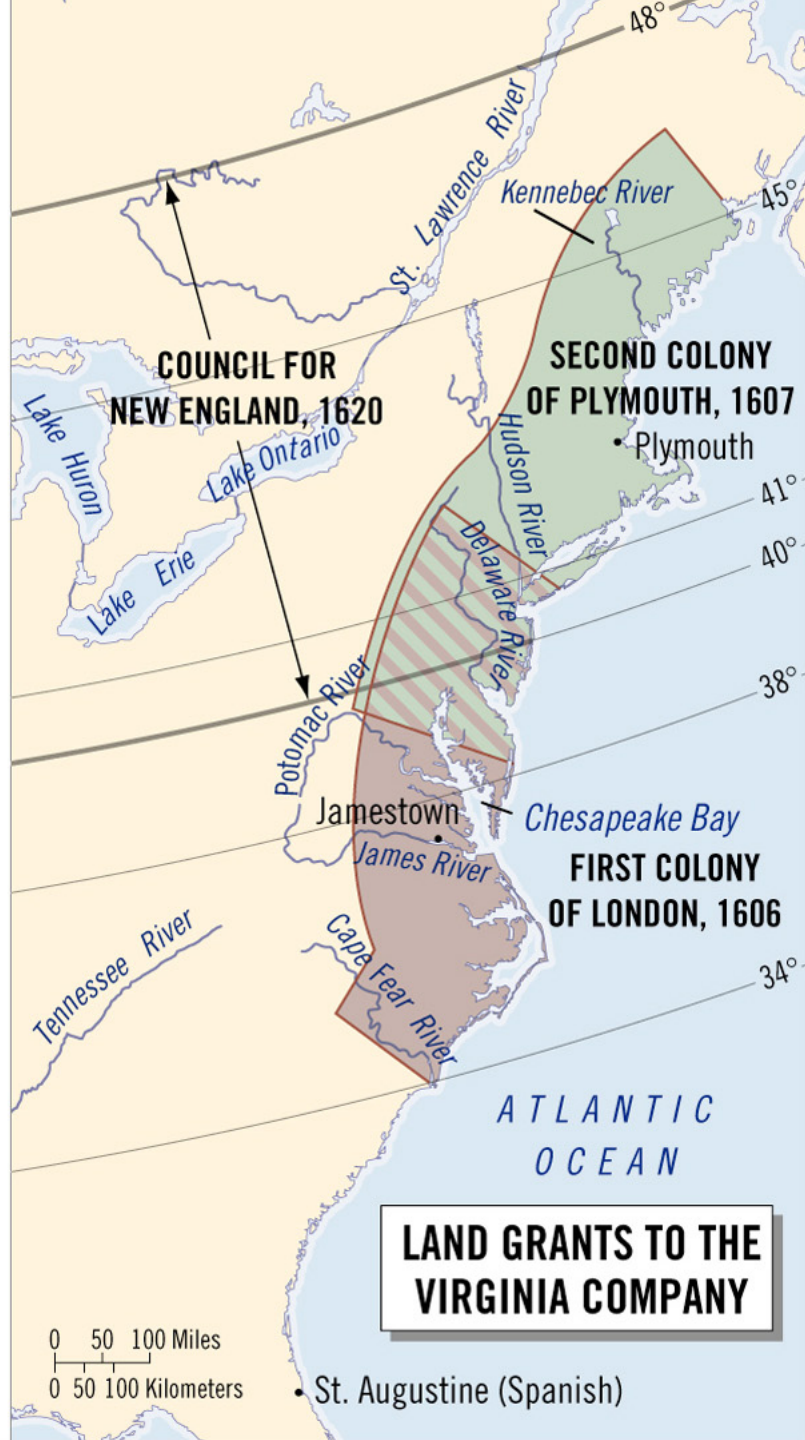 48°
St. Lawrence River
Kennebec River
45°
COUNCIL FOR
NEW ENGLAND, 1620
SECOND COLONY
OF PLYMOUTH, 1607
Plymouth
Lake Huron
Lake Ontario
Hudson River
41°
Delaware River
40°
Lake Erie
38°
Potomac River
Jamestown
Chesapeake Bay
James River
FIRST COLONY
OF LONDON, 1606
Cape Fear River
Tennessee River
34°
ATLANTIC
OCEAN
LAND GRANTS TO THE
VIRGINIA COMPANY
0 50 100 Miles
0 50 100 Kilometers
St. Augustine (Spanish)